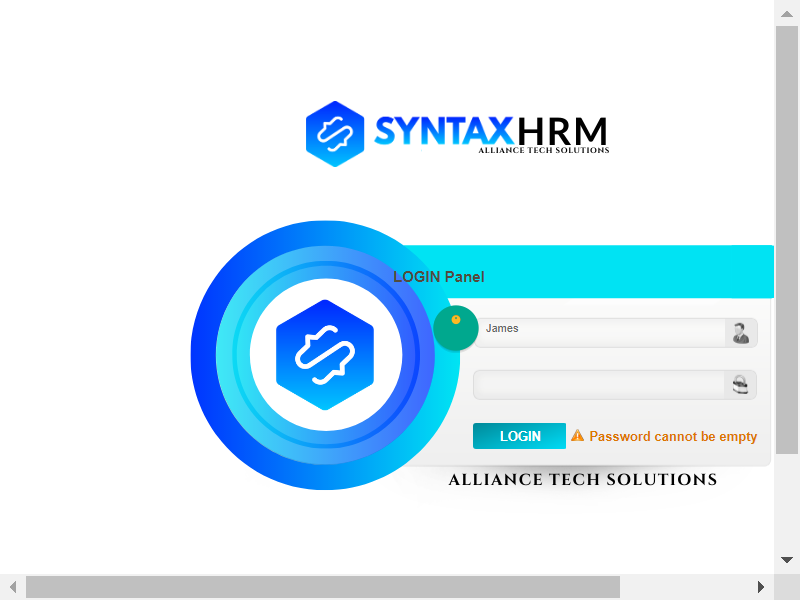 SYNTAXHRM
ALLIANCE TECH SOLUTIONS
LOGIN Panel
James
LOGIN
Password cannot be empty
ALLIANCE TECH SOLUTIONS